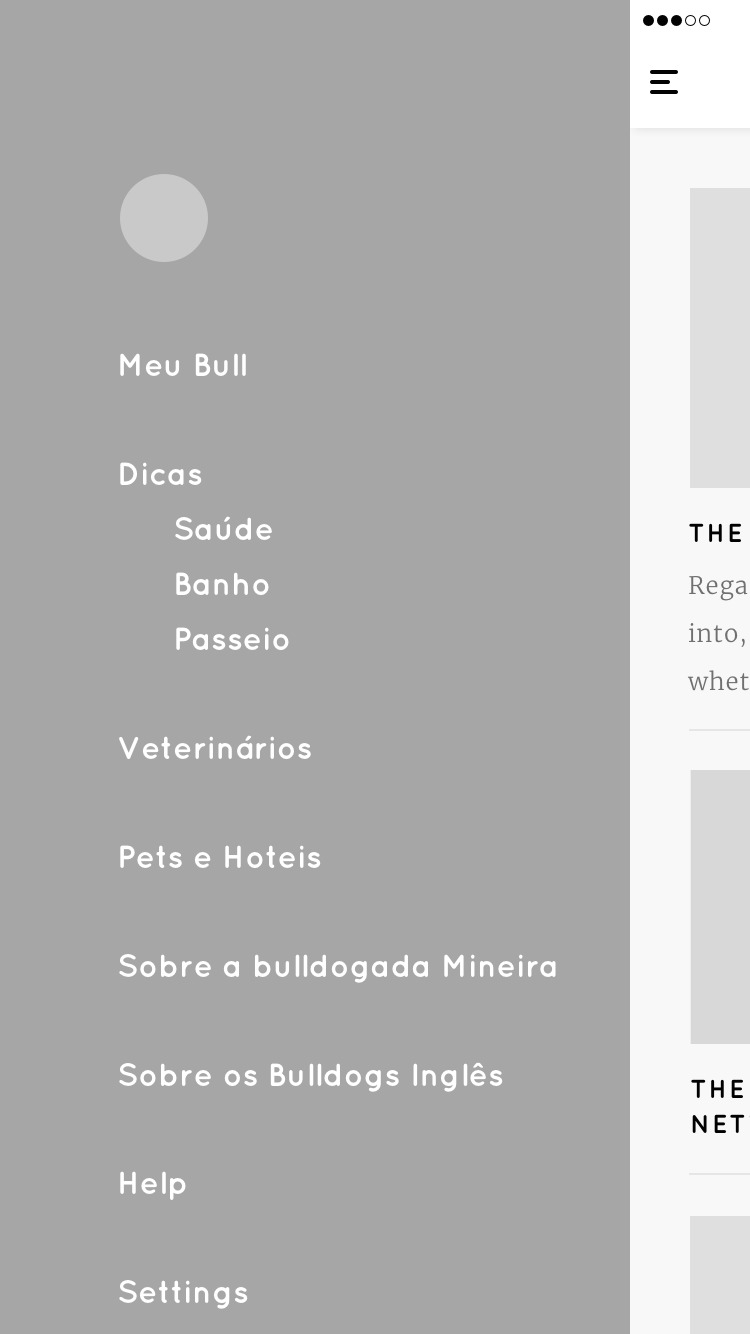 Meu Bull
Dicas
Saúde
Banho
Passeio
Veterinários
Pets e Hoteis
Sobre a bulldogada Mineira
Sobre os Bulldogs Inglês
Help
Settings
THE
Rega
into,
whet
THE
NET